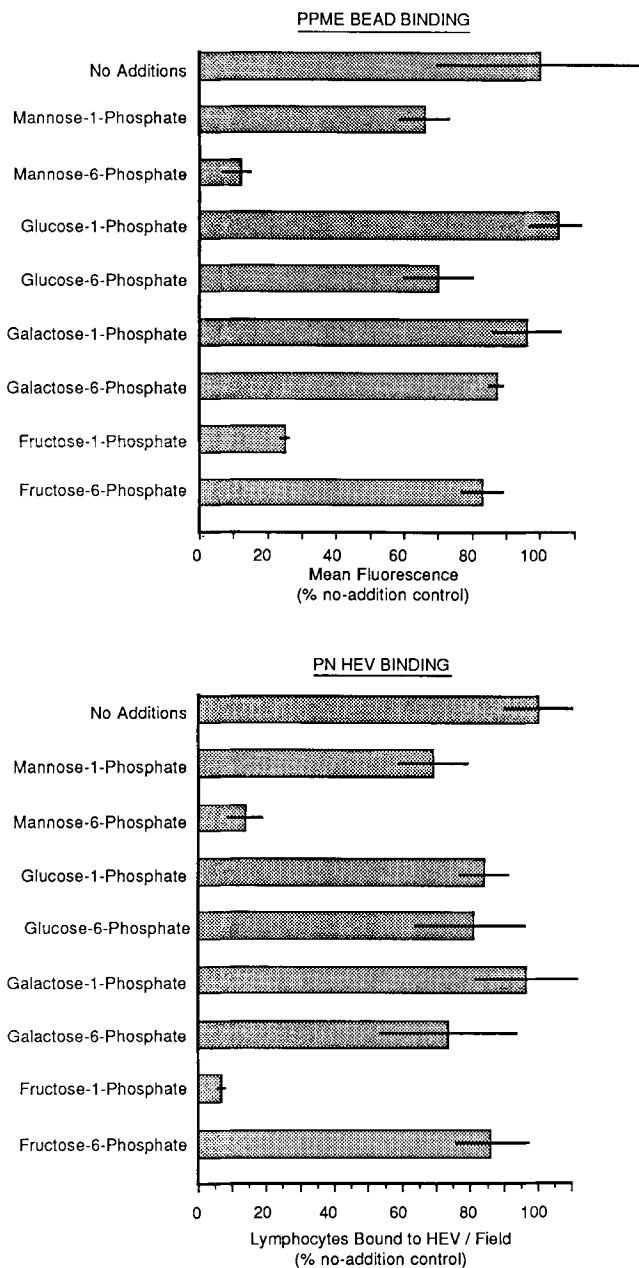 PPME BEAD BINDING
No Additions
Mannose-1-Phosphate
Mannose-6-Phosphate
Glucose-1-Phosphate
Glucose-6-Phosphate
Galactose-1-Phosphate
Galactose-6-Phosphate
Fructose-1-Phosphate
Fructose-6-Phosphate
0 20 40 60 80 100
Mean Fluorescence
(% no-addition control)
PN HEV BINDING
No Additions
Mannose-1-Phosphate
Mannose-6-Phosphate
Glucose-1-Phosphate
Glucose-6-Phosphate
Galactose-1-Phosphate
Galactose-6-Phosphate
Fructose-1-Phosphate
Fructose-6-Phosphate
0 20 40 60 80 100
Lymphocytes Bound to HEV / Field
(% no-addition control)